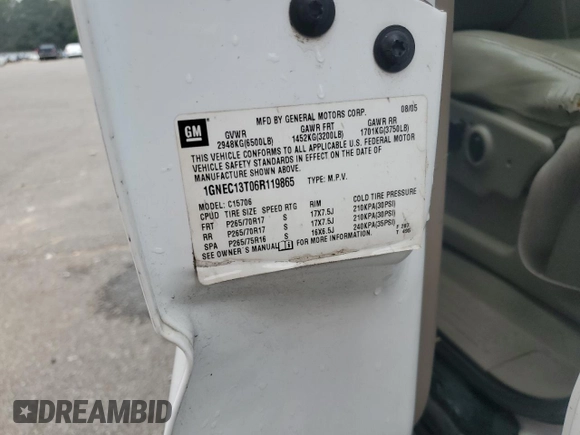 MFD BY GENERAL MOTORS CORP. 08/05
GM
GVWR GAWR FRT GAWR RR
2948KG(6500LB) 1452KG(3200LB) 1701KG(3750LB)
THIS VEHICLE CONFORMS TO ALL APPLICABLE U.S. FEDERAL MOTOR
VEHICLE SAFETY STANDARDS IN EFFECT ON THE DATE OF
MANUFACTURE SHOWN ABOVE.
1GNEC13T06R119865 TYPE: M.P.V.
MODEL: C15706
TIRE SIZE SPEED RTG RIM COLD TIRE PRESSURE
FRT P265/70R17 S 17X7.5J 210KPA(30PSI)
RR P265/70R17 S 17X7.5J 210KPA(30PSI)
SPA P265/75R16 S 16X6.5J 240KPA(35PSI)
SEE OWNER'S MANUAL FOR MORE INFORMATION.
DREAMBID